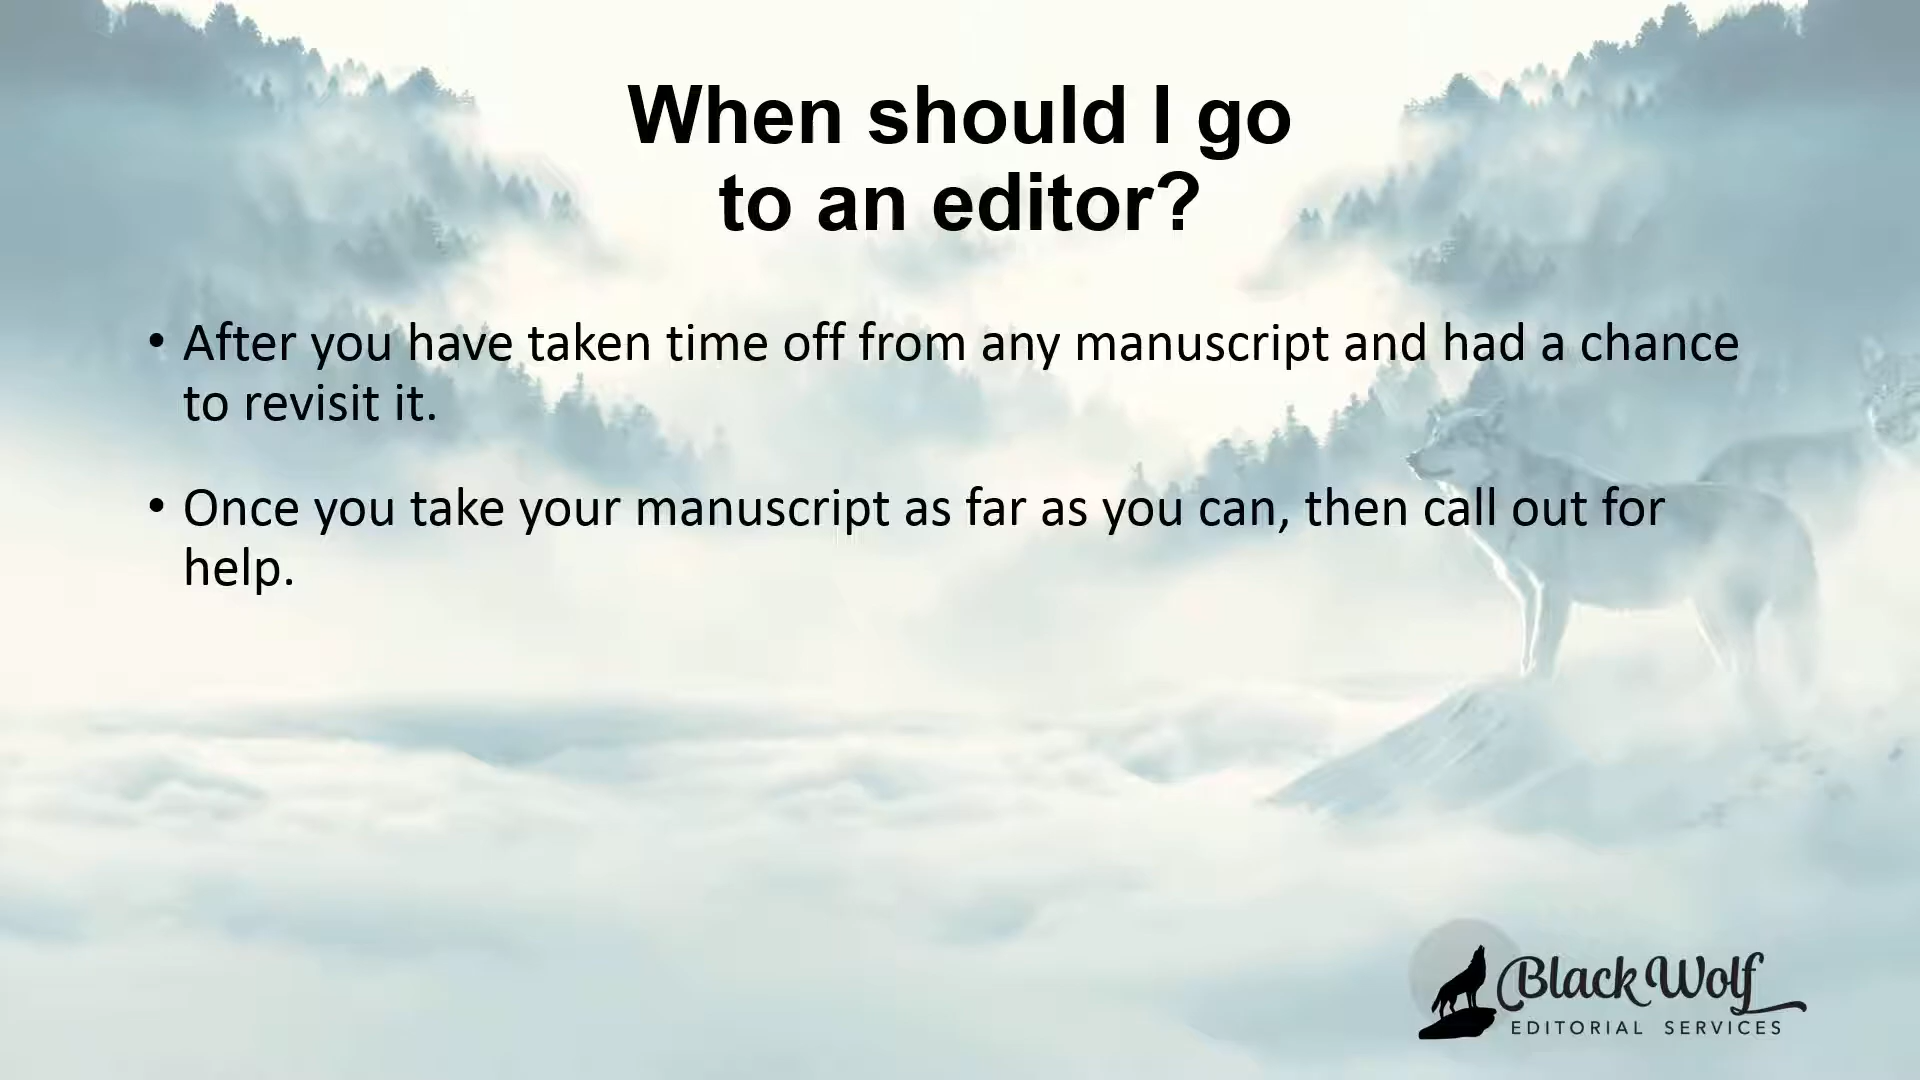 When should I go
to an editor?
• After you have taken time off from any manuscript and had a chance
to revisit it.
• Once you take your manuscript as far as you can, then call out for
help.
Black Wolf
EDITORIAL SERVICES